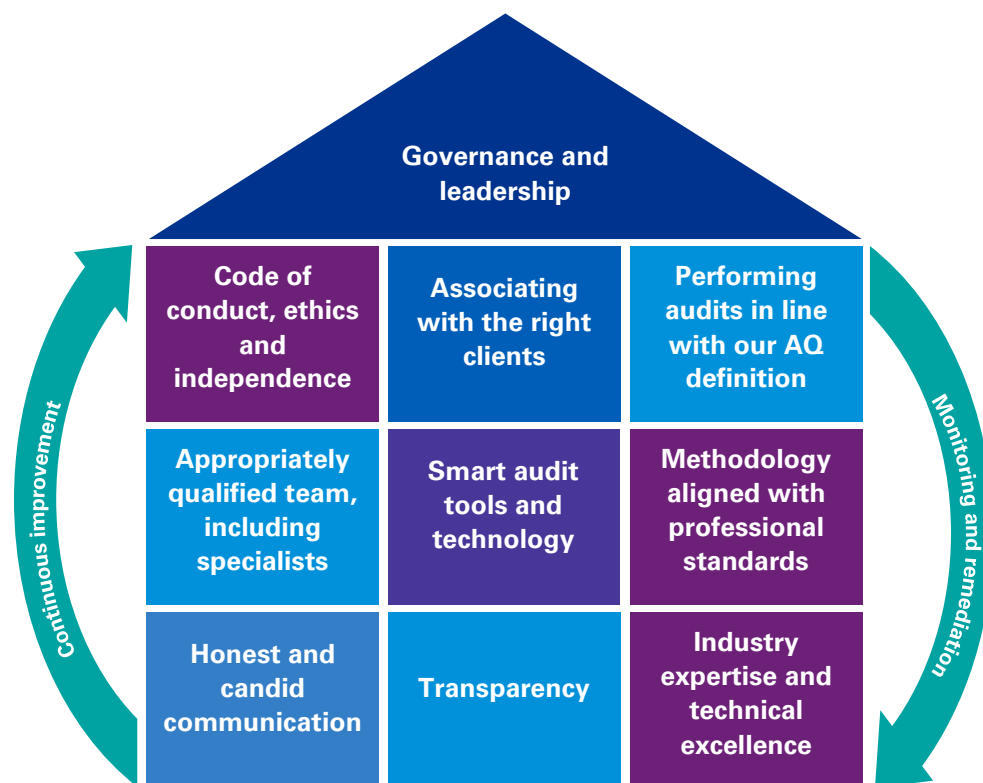 Governance and
leadership
Code of
conduct, ethics
and
independence
Associating
with the right
clients
Performing
audits in line
with our AQ
definition
Appropriately
qualified team,
including
specialists
Smart audit
tools and
technology
Methodology
aligned with
professional
standards
Honest and
candid
communication
Transparency
Industry
expertise and
technical
excellence
Continuous improvement
Monitoring and remediation